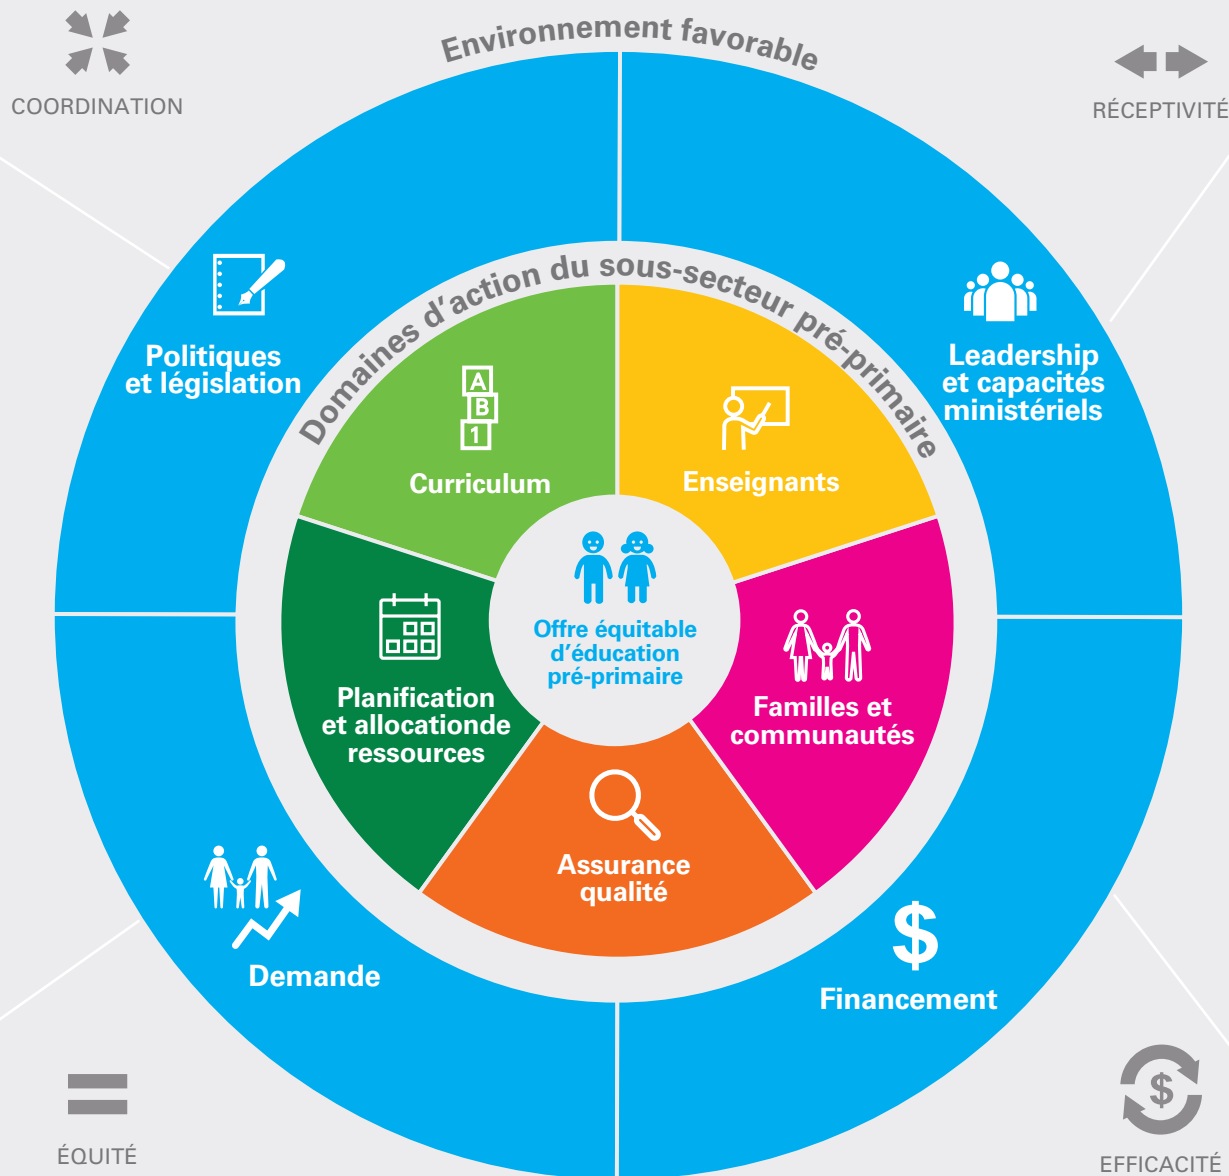 Environnement favorable
COORDINATION
RÉCEPTIVITÉ
Domaines d’action du sous-secteur pré-primaire
Politiques
et législation
Leadership
et capacités
ministériels
A
B
1
Curriculum
Enseignants
Offre équitable
d’éducation
pré-primaire
Planification
et allocationde
ressources
Familles et
communautés
Assurance
qualité
Demande
$
Financement
ÉQUITÉ
$
EFFICACITÉ